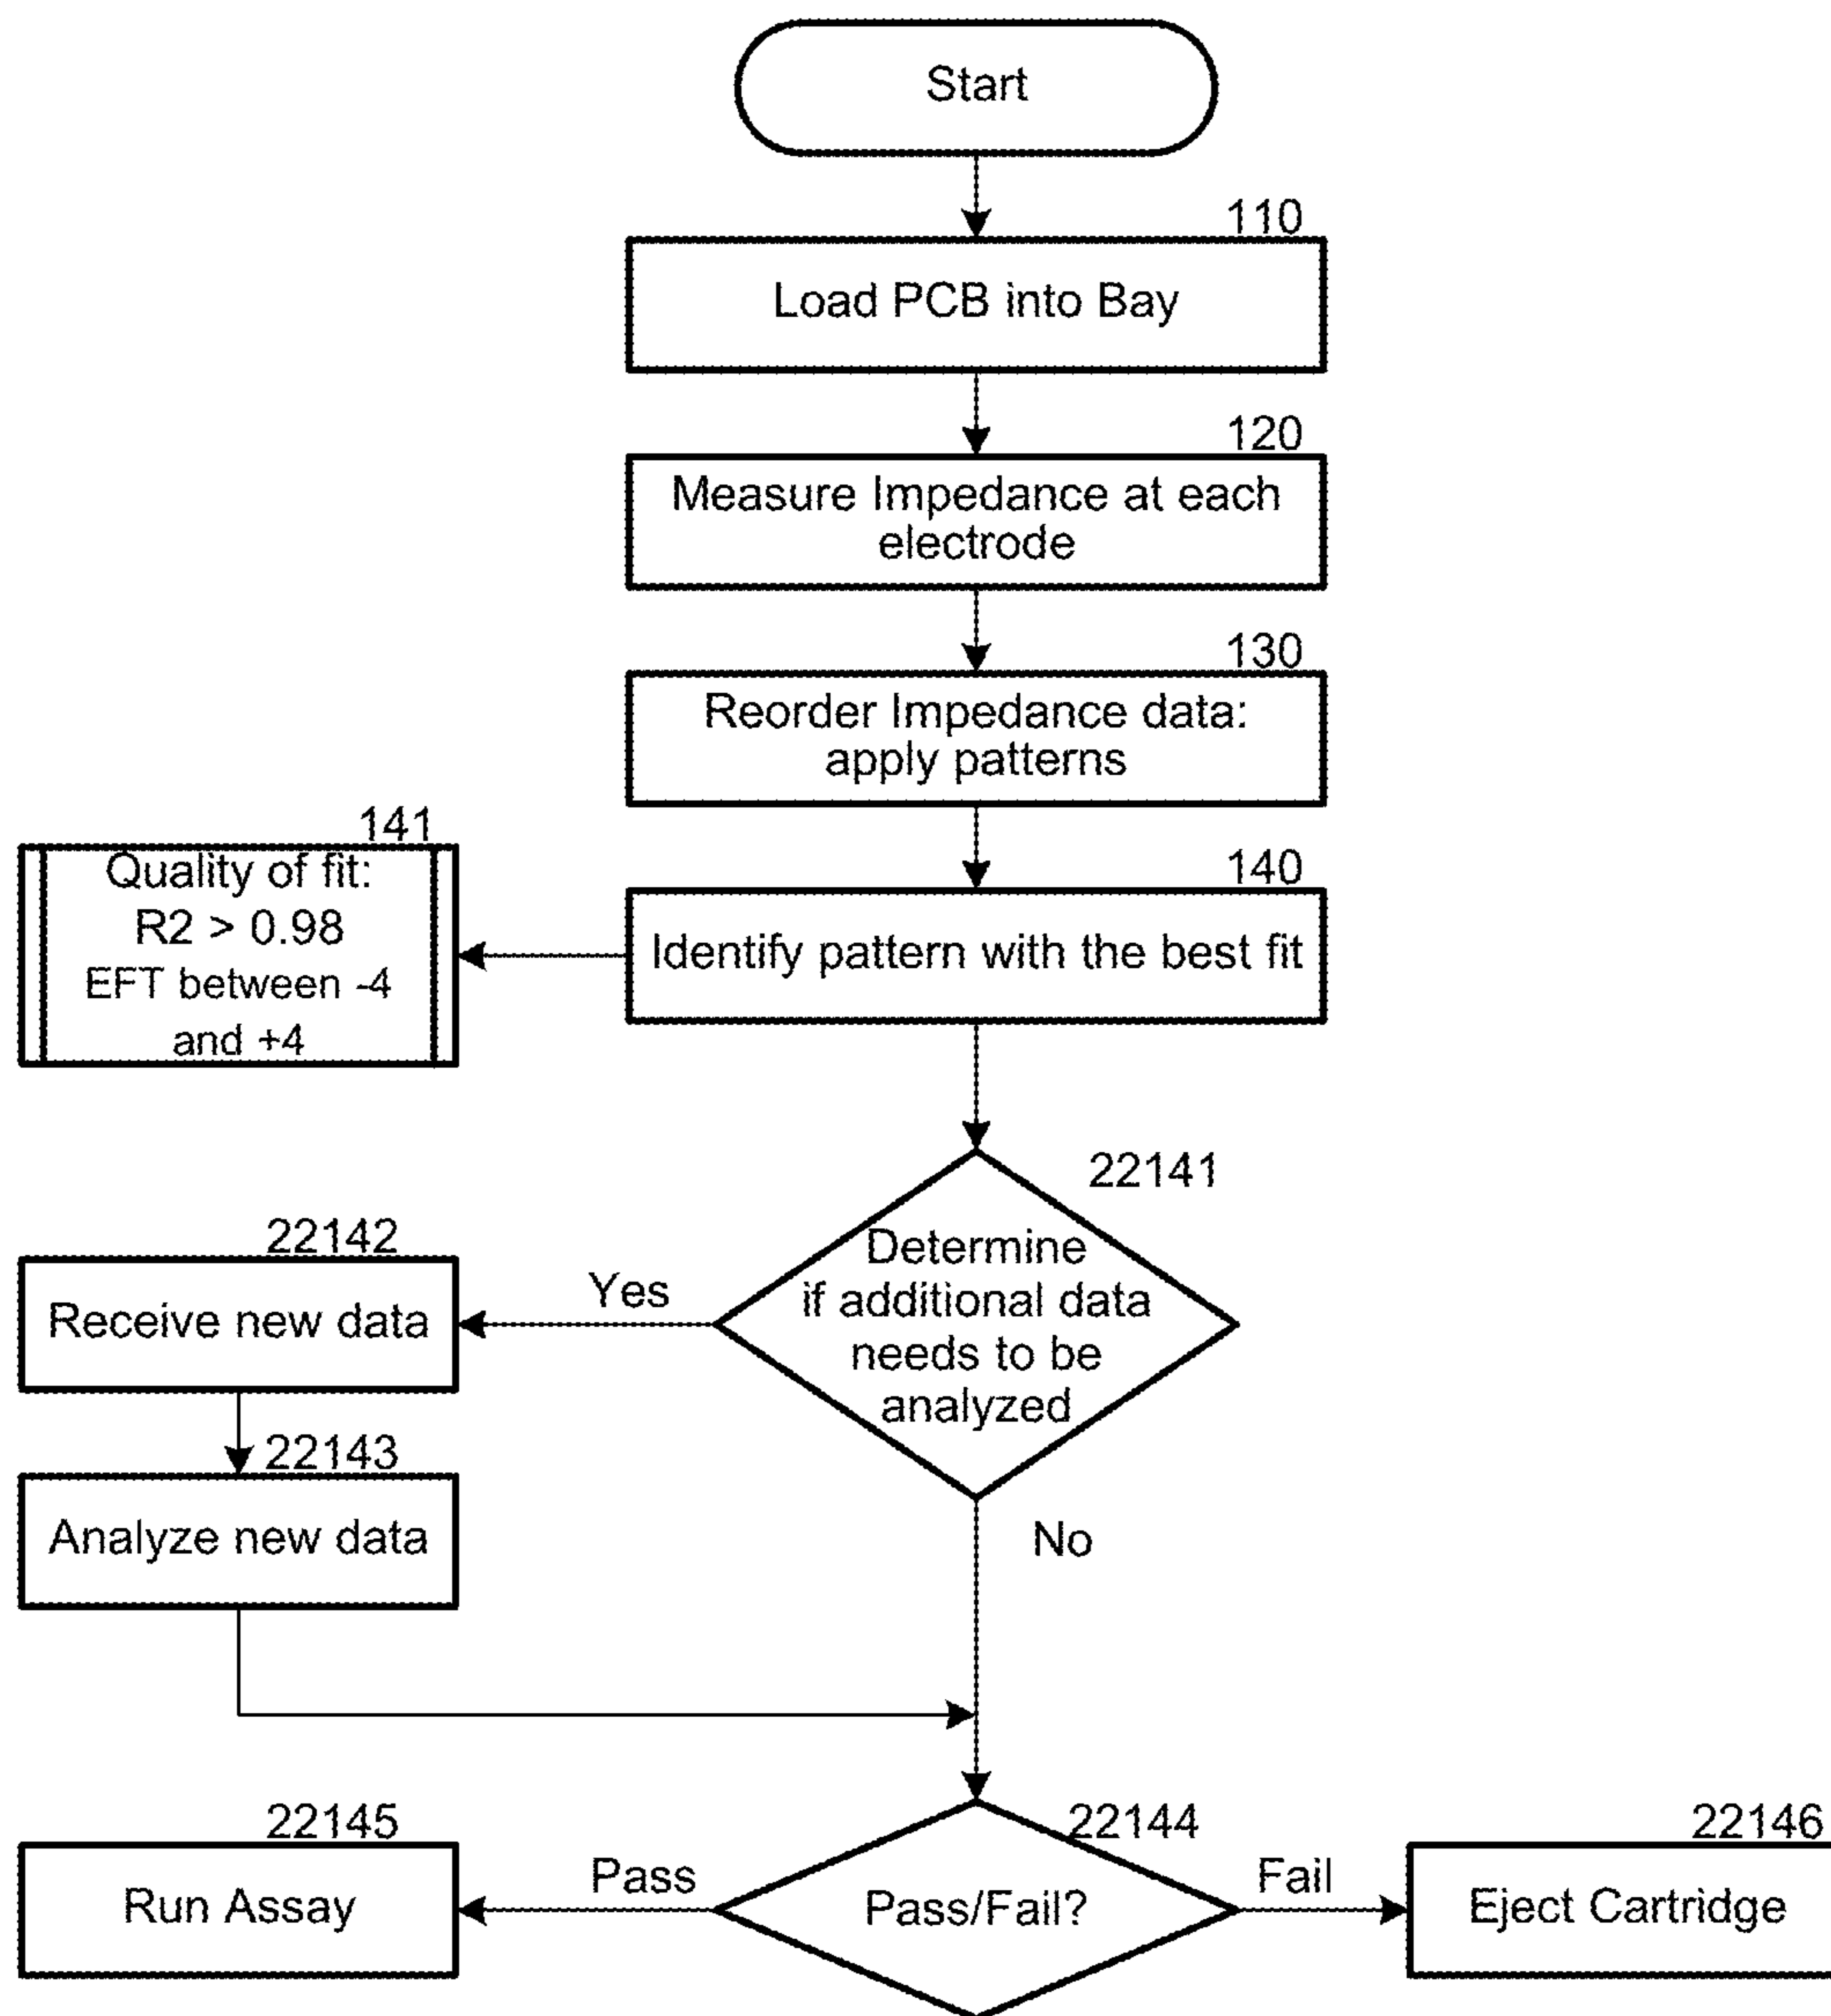 Start
110
Load PCB into Bay
120
Measure Impedance at each
electrode
130
Reorder Impedance data:
apply patterns
141
Quality of fit:
R2 > 0.98
EFT between -4
and +4
140
Identify pattern with the best fit
22141
Determine
if additional data
needs to be
analyzed
Yes
22142
Receive new data
22143
Analyze new data
No
22144
Pass/Fail?
Pass
22145
Run Assay
Fail
22146
Eject Cartridge